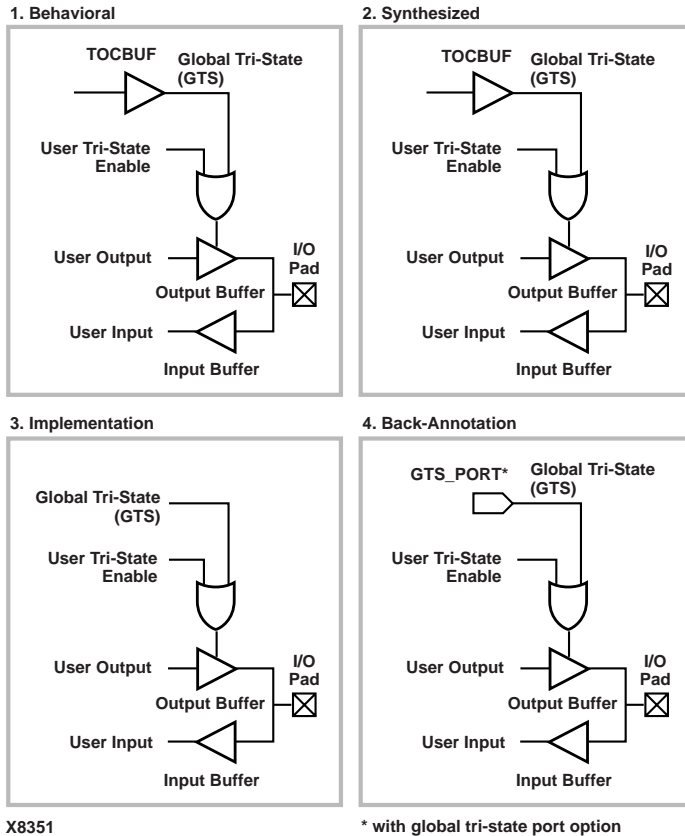 1. Behavioral
TOCBUF
Global Tri-State
(GTS)
User Tri-State
Enable
User Output
I/O
Pad
Output Buffer
User Input
Input Buffer
2. Synthesized
TOCBUF
Global Tri-State
(GTS)
User Tri-State
Enable
User Output
I/O
Pad
Output Buffer
User Input
Input Buffer
3. Implementation
Global Tri-State
(GTS)
User Tri-State
Enable
User Output
I/O
Pad
Output Buffer
User Input
Input Buffer
4. Back-Annotation
GTS_PORT*
Global Tri-State
(GTS)
User Tri-State
Enable
User Output
I/O
Pad
Output Buffer
User Input
Input Buffer
X8351
* with global tri-state port option